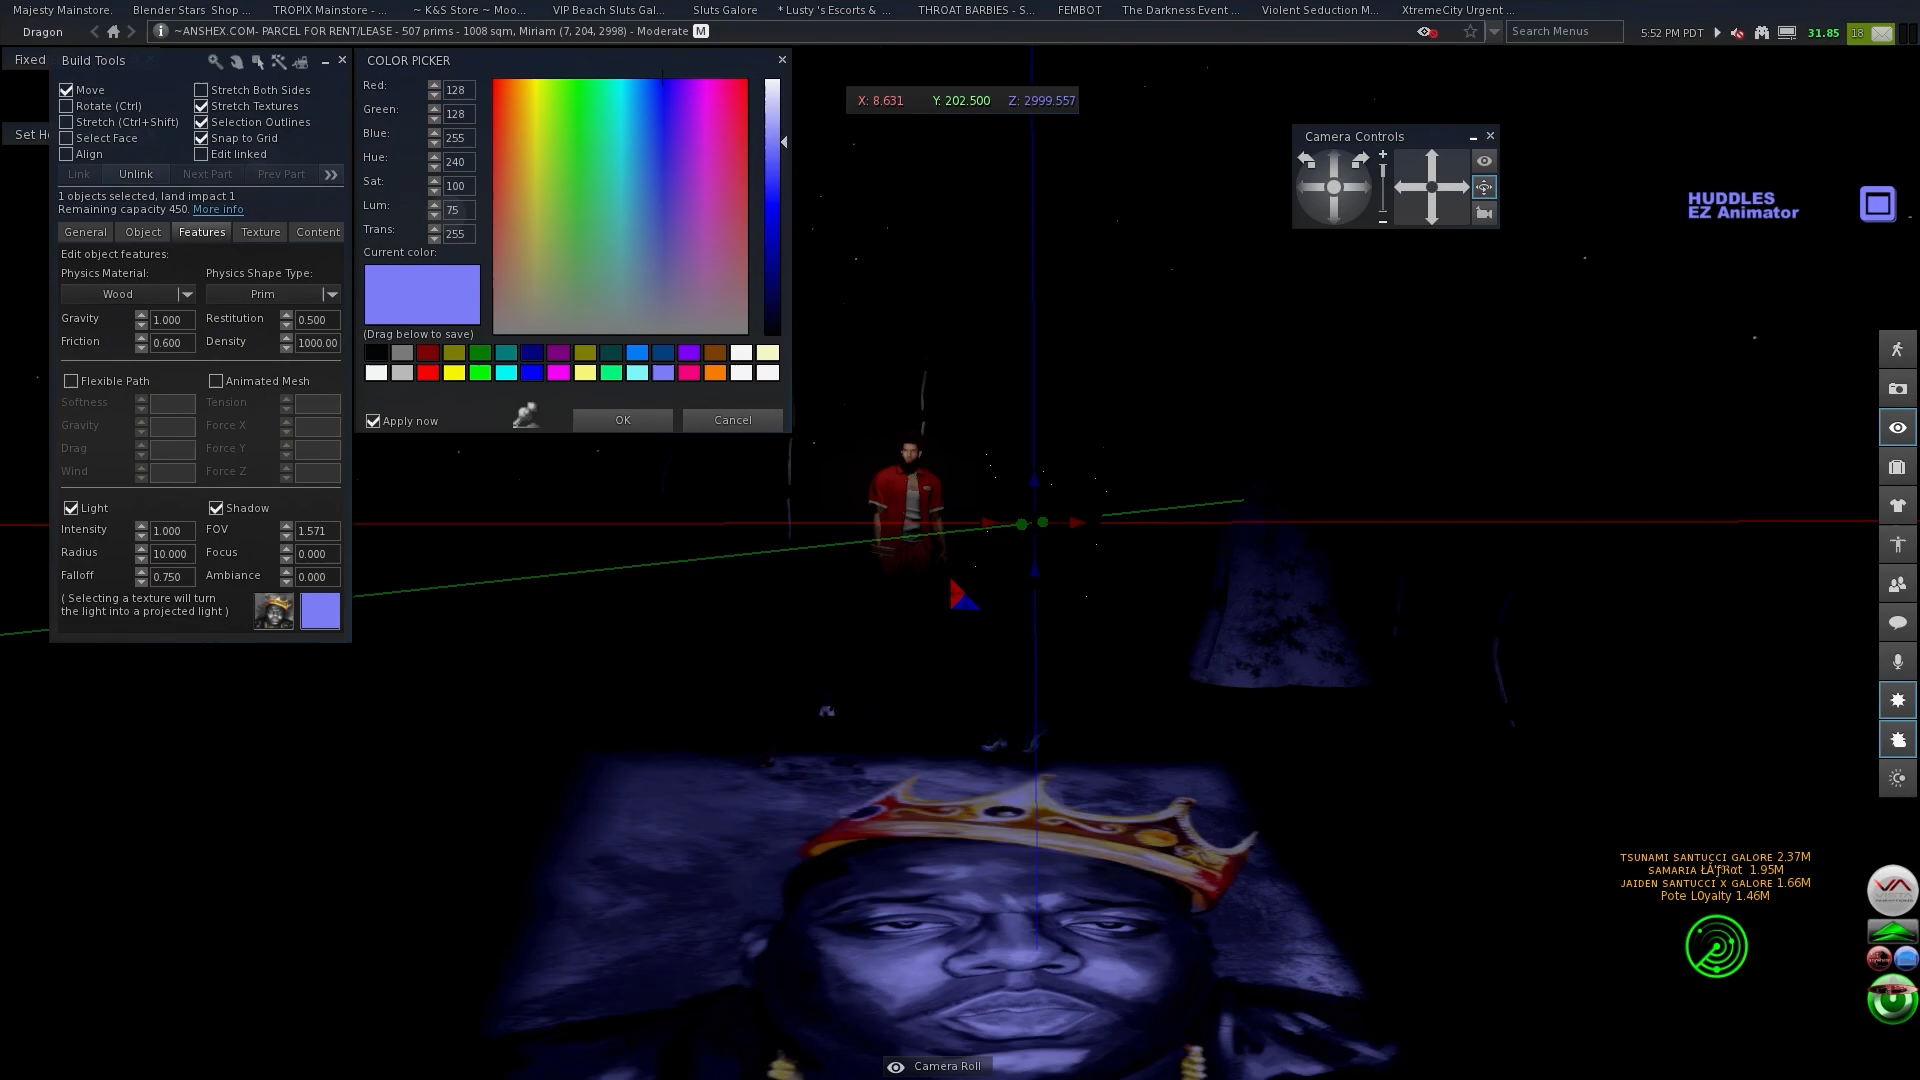 Majesty Mainstore.
Blender Stars Shop ...
TROPIX Mainstore - ...
~ K&S Store ~ Moo...
VIP Beach Sluts Gal...
Sluts Galore
* Lusty 's Escorts & ...
THROAT BARBIES - S...
FEMBOT
The Darkness Event ...
Violent Seduction M...
XtremeCity Urgent ...
Dragon
~ANSHEX.COM- PARCEL FOR RENT/LEASE - 507 prims - 1008 sqm, Miriam (7, 204, 2998) - Moderate M
Search Menus
5:52 PM PDT
31.85
18
Fixed
Set Ho
Build Tools
Move
Rotate (Ctrl)
Stretch (Ctrl+Shift)
Select Face
Align
Stretch Both Sides
Stretch Textures
Selection Outlines
Snap to Grid
Edit linked
Link
Unlink
Next Part
Prev Part
1 objects selected, land impact 1
Remaining capacity 450. More info
General
Object
Features
Texture
Content
Edit object features:
Physics Material:
Wood
Physics Shape Type:
Prim
Gravity 1.000
Restitution 0.500
Friction 0.600
Density 1000.00
Flexible Path
Animated Mesh
Softness
Tension
Gravity
Force X
Drag
Force Y
Wind
Force Z
Light
Shadow
Intensity 1.000
FOV 1.571
Radius 10.000
Focus 0.000
Falloff 0.750
Ambiance 0.000
( Selecting a texture will turn
the light into a projected light )
COLOR PICKER
Red: 128
Green: 128
Blue: 255
Hue: 240
Sat: 100
Lum: 75
Trans: 255
Current color:
(Drag below to save)
Apply now
OK
Cancel
X: 8.631
Y: 202.500
Z: 2999.557
Camera Controls
HUDDLES
EZ Animator
TSUNAMI SANTUCCI GALORE 2.37M
JAIDEN SANTUCCI X GALORE 1.66M
Pote L0yalty 1.46M
Camera Roll